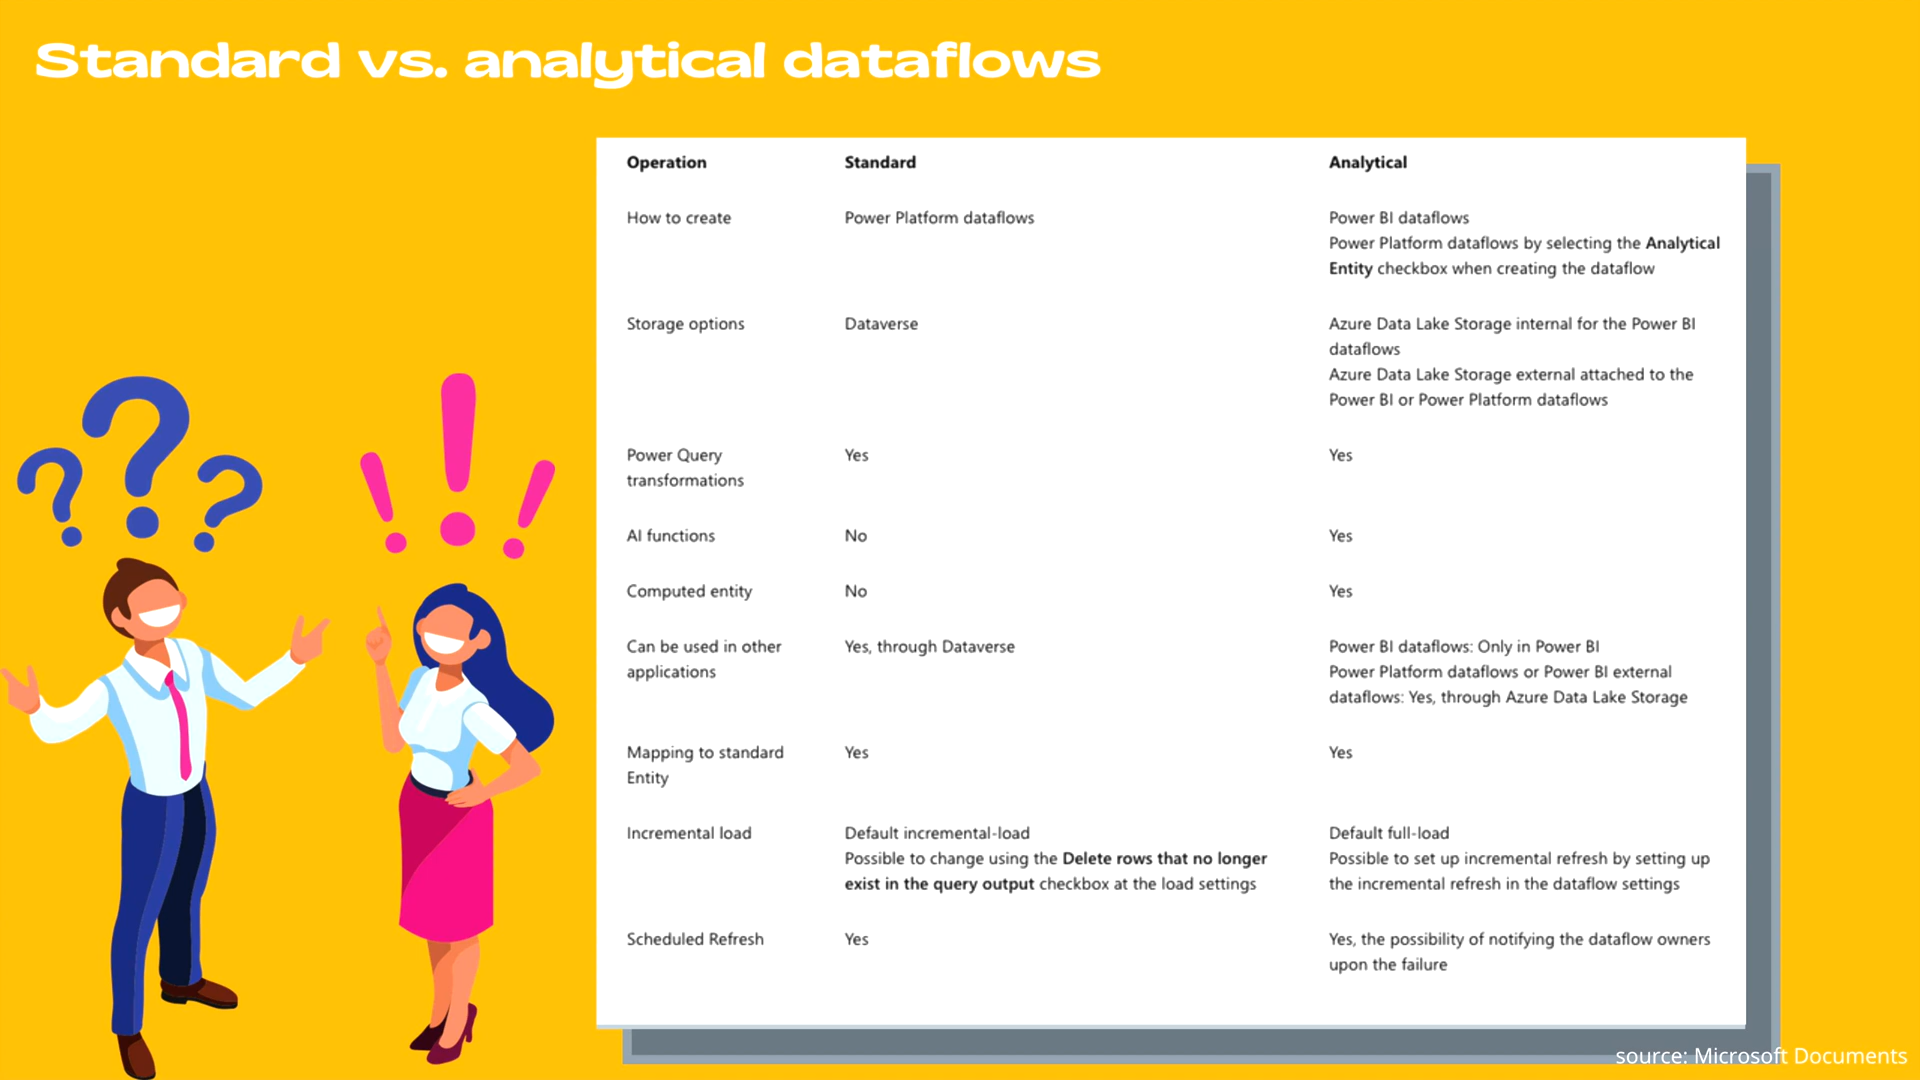 Standard vs. analytical dataflows
Operation Standard Analytical
How to create Power Platform dataflows Power BI dataflows
Power Platform dataflows by selecting the Analytical
Entity checkbox when creating the dataflow
Storage options Dataverse Azure Data Lake Storage internal for the Power BI
dataflows
Azure Data Lake Storage external attached to the
Power BI or Power Platform dataflows
Power Query Yes Yes
transformations
AI functions No Yes
Computed entity No Yes
Can be used in other Yes, through Dataverse Power BI dataflows: Only in Power BI
applications Power Platform dataflows or Power BI external
dataflows: Yes, through Azure Data Lake Storage
Mapping to standard Yes Yes
Entity
Incremental load Default incremental-load Default full-load
Possible to change using the Delete rows that no longer Possible to set up incremental refresh by setting up
exist in the query output checkbox at the load settings the incremental refresh in the dataflow settings
Scheduled Refresh Yes Yes, the possibility of notifying the dataflow owners
upon the failure
source: Microsoft Documents